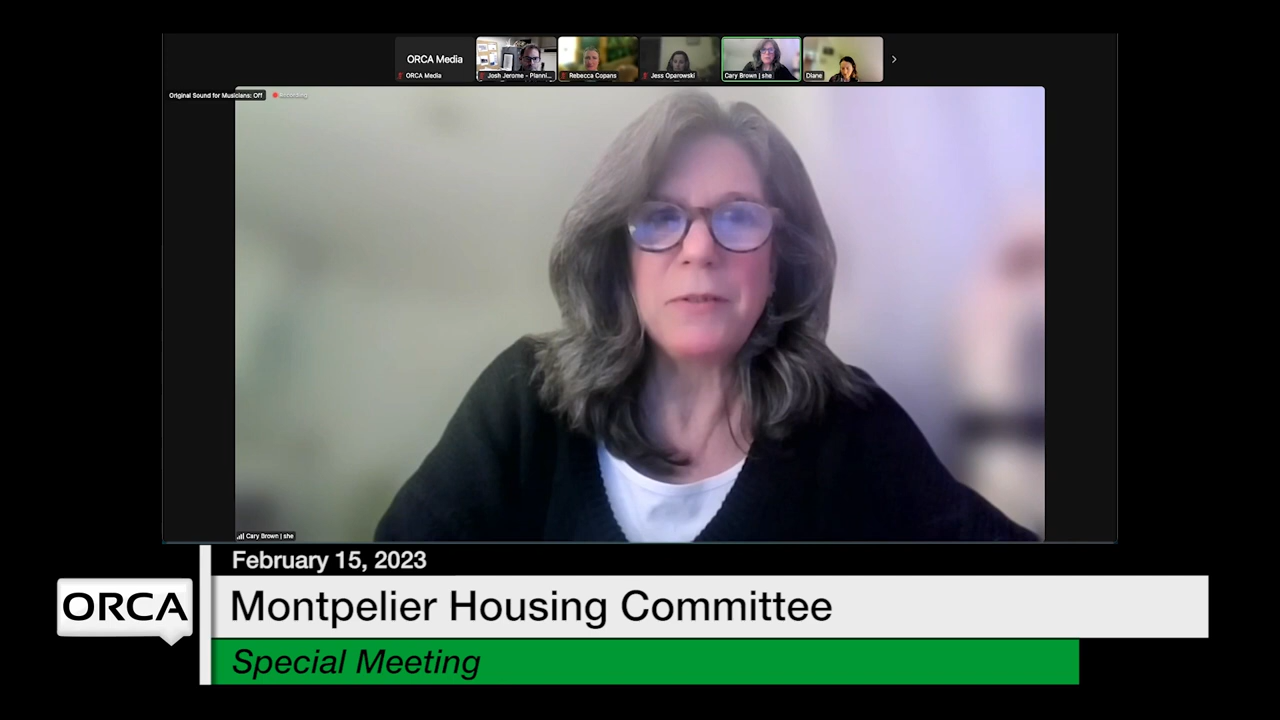 ORCA Media
ORCA Media
Josh Jerome - Planni...
Rebecca Copans
Jess Oparowski
Cary Brown | she
Diane
Original Sound for Musicians: Off
Recording
Cary Brown | she
February 15, 2023
ORCA
Montpelier Housing Committee
Special Meeting